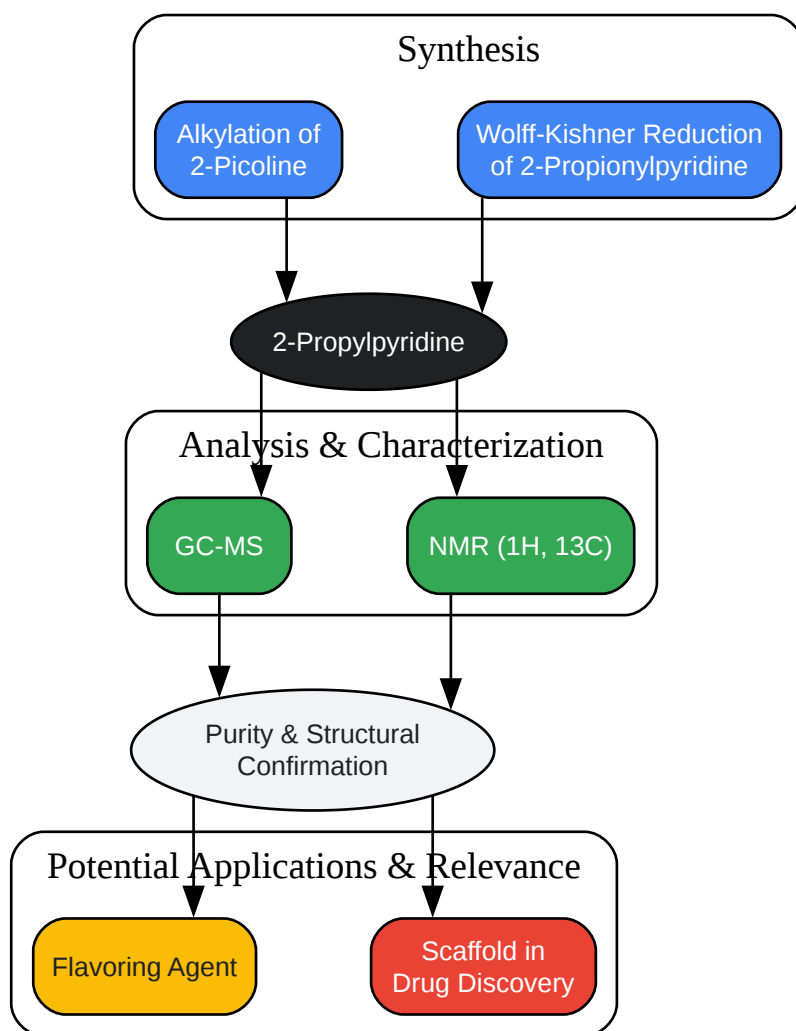 Synthesis
Alkylation of
2-Picoline
Wolff-Kishner Reduction
of 2-Propionylpyridine
2-Propylpyridine
Analysis & Characterization
GC-MS
NMR (1H, 13C)
Purity & Structural
Confirmation
Potential Applications & Relevance
Flavoring Agent
Scaffold in
Drug Discovery